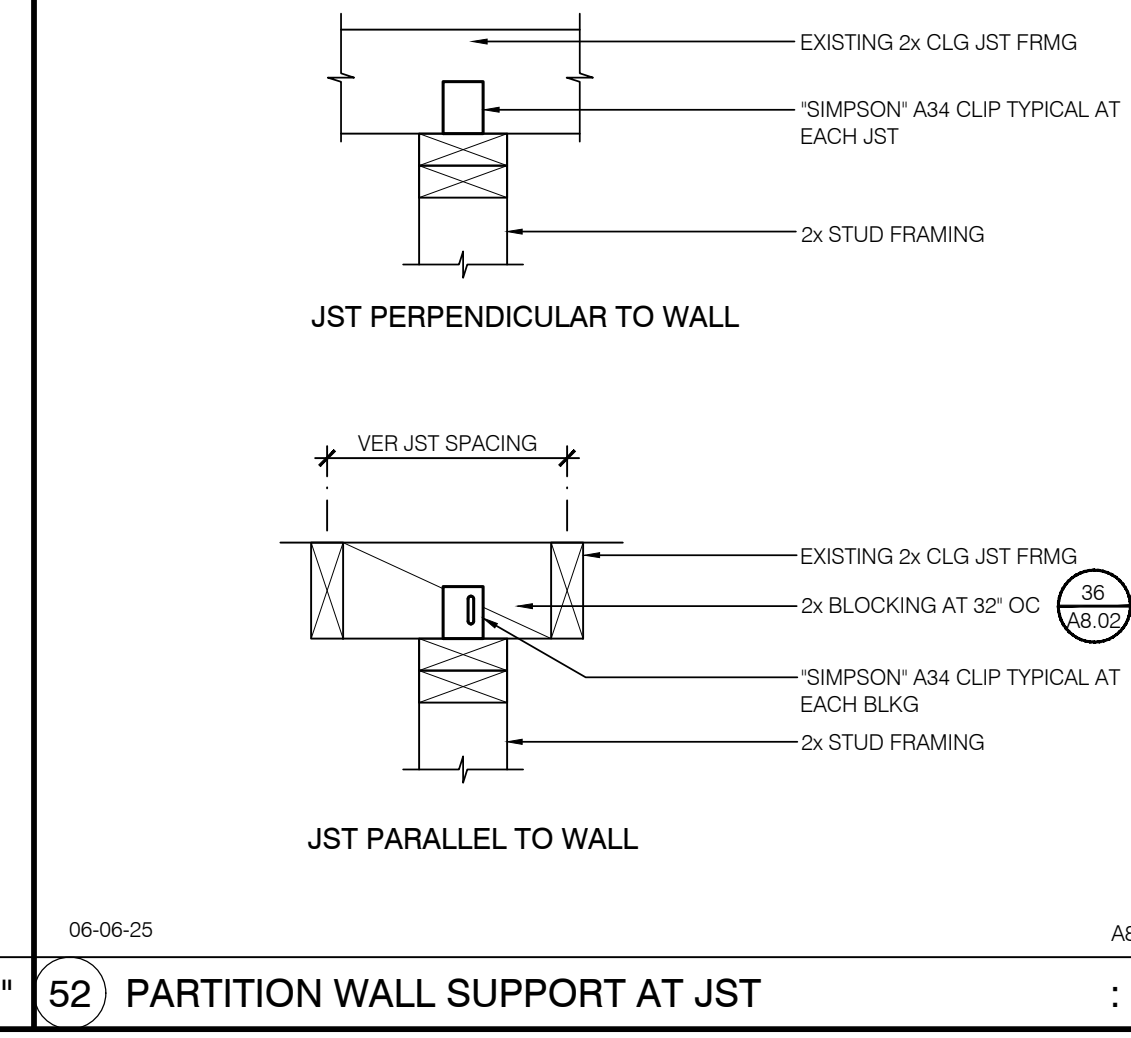 EXISTING 2x CLG JST FRMG
"SIMPSON" A34 CLIP TYPICAL AT
EACH JST
2x STUD FRAMING
JST PERPENDICULAR TO WALL
VER JST SPACING
EXISTING 2x CLG JST FRMG
2x BLOCKING AT 32" OC
36
A8.02
"SIMPSON" A34 CLIP TYPICAL AT
EACH BLKG
2x STUD FRAMING
JST PARALLEL TO WALL
06-06-25
A8
"
52 PARTITION WALL SUPPORT AT JST
: